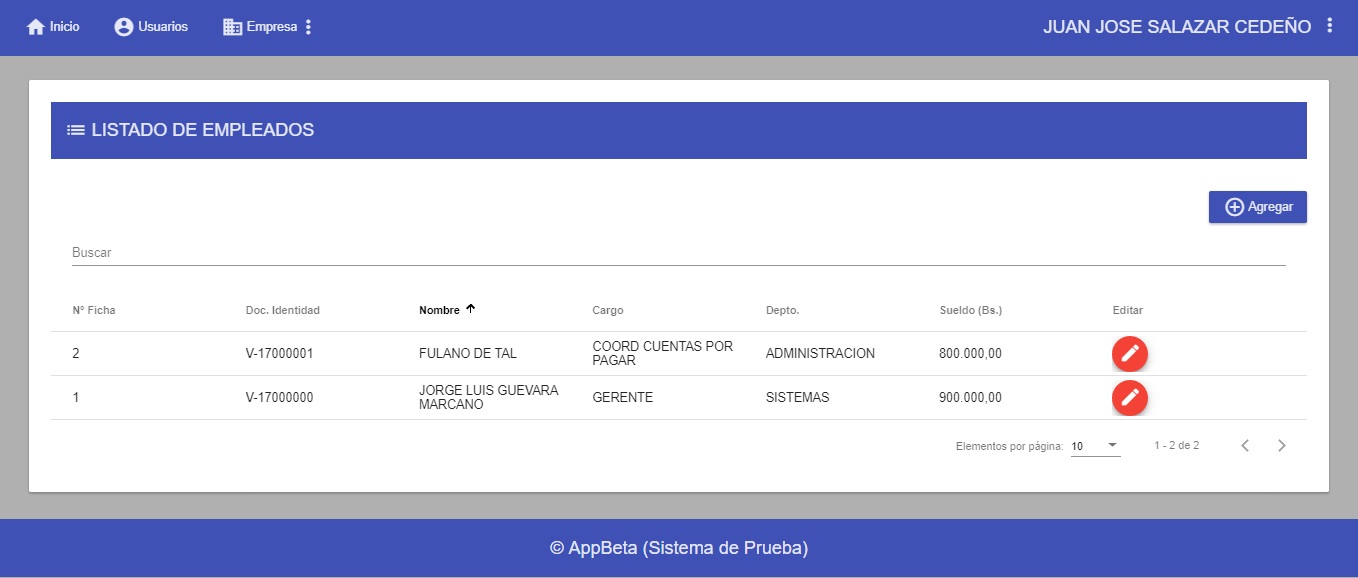 Inicio Usuarios Empresa JUAN JOSE SALAZAR CEDEÑO
LISTADO DE EMPLEADOS
Agregar
Buscar
Nº Ficha Doc. Identidad Nombre Cargo Depto. Sueldo (Bs.) Editar
2 V-17000001 FULANO DE TAL COORD CUENTAS POR PAGAR ADMINISTRACION 800.000,00
1 V-17000000 JORGE LUIS GUEVARA MARCANO GERENTE SISTEMAS 900.000,00
Elementos por página: 10 1 - 2 de 2
© AppBeta (Sistema de Prueba)